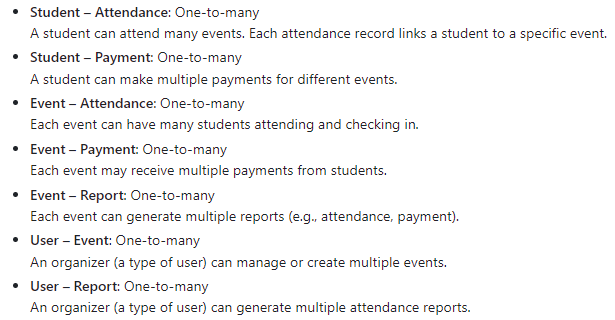 • Student – Attendance: One-to-many
A student can attend many events. Each attendance record links a student to a specific event.
• Student – Payment: One-to-many
A student can make multiple payments for different events.
• Event – Attendance: One-to-many
Each event can have many students attending and checking in.
• Event – Payment: One-to-many
Each event may receive multiple payments from students.
• Event – Report: One-to-many
Each event can generate multiple reports (e.g., attendance, payment).
• User – Event: One-to-many
An organizer (a type of user) can manage or create multiple events.
• User – Report: One-to-many
An organizer (a type of user) can generate multiple attendance reports.